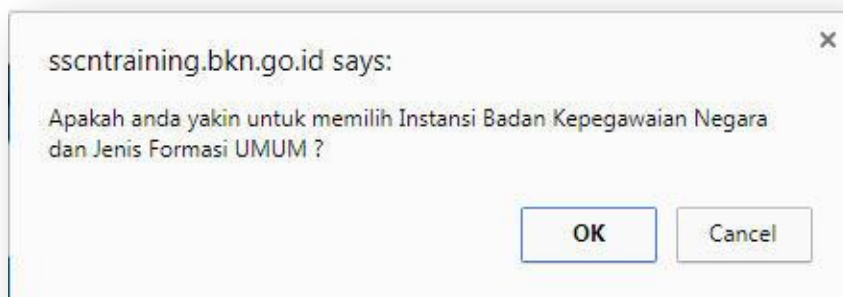 sscntraining.bkn.go.id says:
Apakah anda yakin untuk memilih Instansi Badan Kepegawaian Negara
dan Jenis Formasi UMUM ?
OK
Cancel